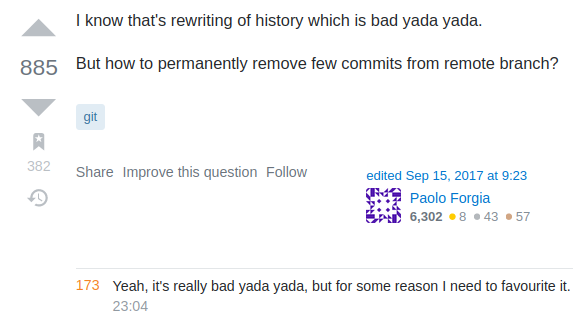 I know that's rewriting of history which is bad yada yada.
885
But how to permanently remove few commits from remote branch?
git
382
Share Improve this question Follow
edited Sep 15, 2017 at 9:23
Paolo Forgia
6,302 8 43 57
173 Yeah, it's really bad yada yada, but for some reason I need to favourite it.
23:04